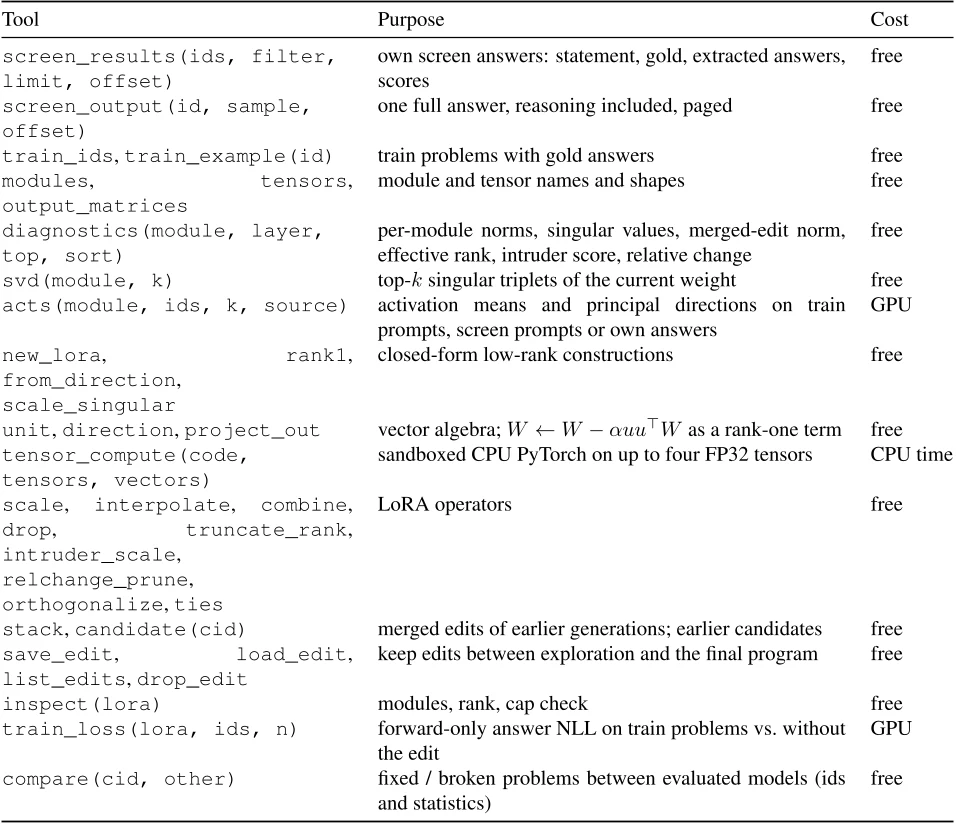 Tool Purpose Cost
screen_results(ids, filter, own screen answers: statement, gold, extracted answers, free
limit, offset) scores
screen_output(id, sample, one full answer, reasoning included, paged free
offset)
train_ids, train_example(id) train problems with gold answers free
modules, tensors, module and tensor names and shapes free
output_matrices
diagnostics(module, layer, per-module norms, singular values, merged-edit norm, free
top, sort) effective rank, intruder score, relative change
svd(module, k) top-k singular triplets of the current weight free
acts(module, ids, k, source) activation means and principal directions on train GPU
prompts, screen prompts or own answers
new_lora, rank1, closed-form low-rank constructions free
from_direction,
scale_singular
unit, direction, project_out vector algebra; W ← W − αuu⊤W as a rank-one term free
tensor_compute(code, sandboxed CPU PyTorch on up to four FP32 tensors CPU time
tensors, vectors)
scale, interpolate, combine, LoRA operators free
drop, truncate_rank,
intruder_scale,
relchange_prune,
orthogonalize, ties
stack, candidate(cid) merged edits of earlier generations; earlier candidates free
save_edit, load_edit, keep edits between exploration and the final program free
list_edits, drop_edit
inspect(lora) modules, rank, cap check free
train_loss(lora, ids, n) forward-only answer NLL on train problems vs. without GPU
the edit
compare(cid, other) fixed / broken problems between evaluated models (ids free
and statistics)